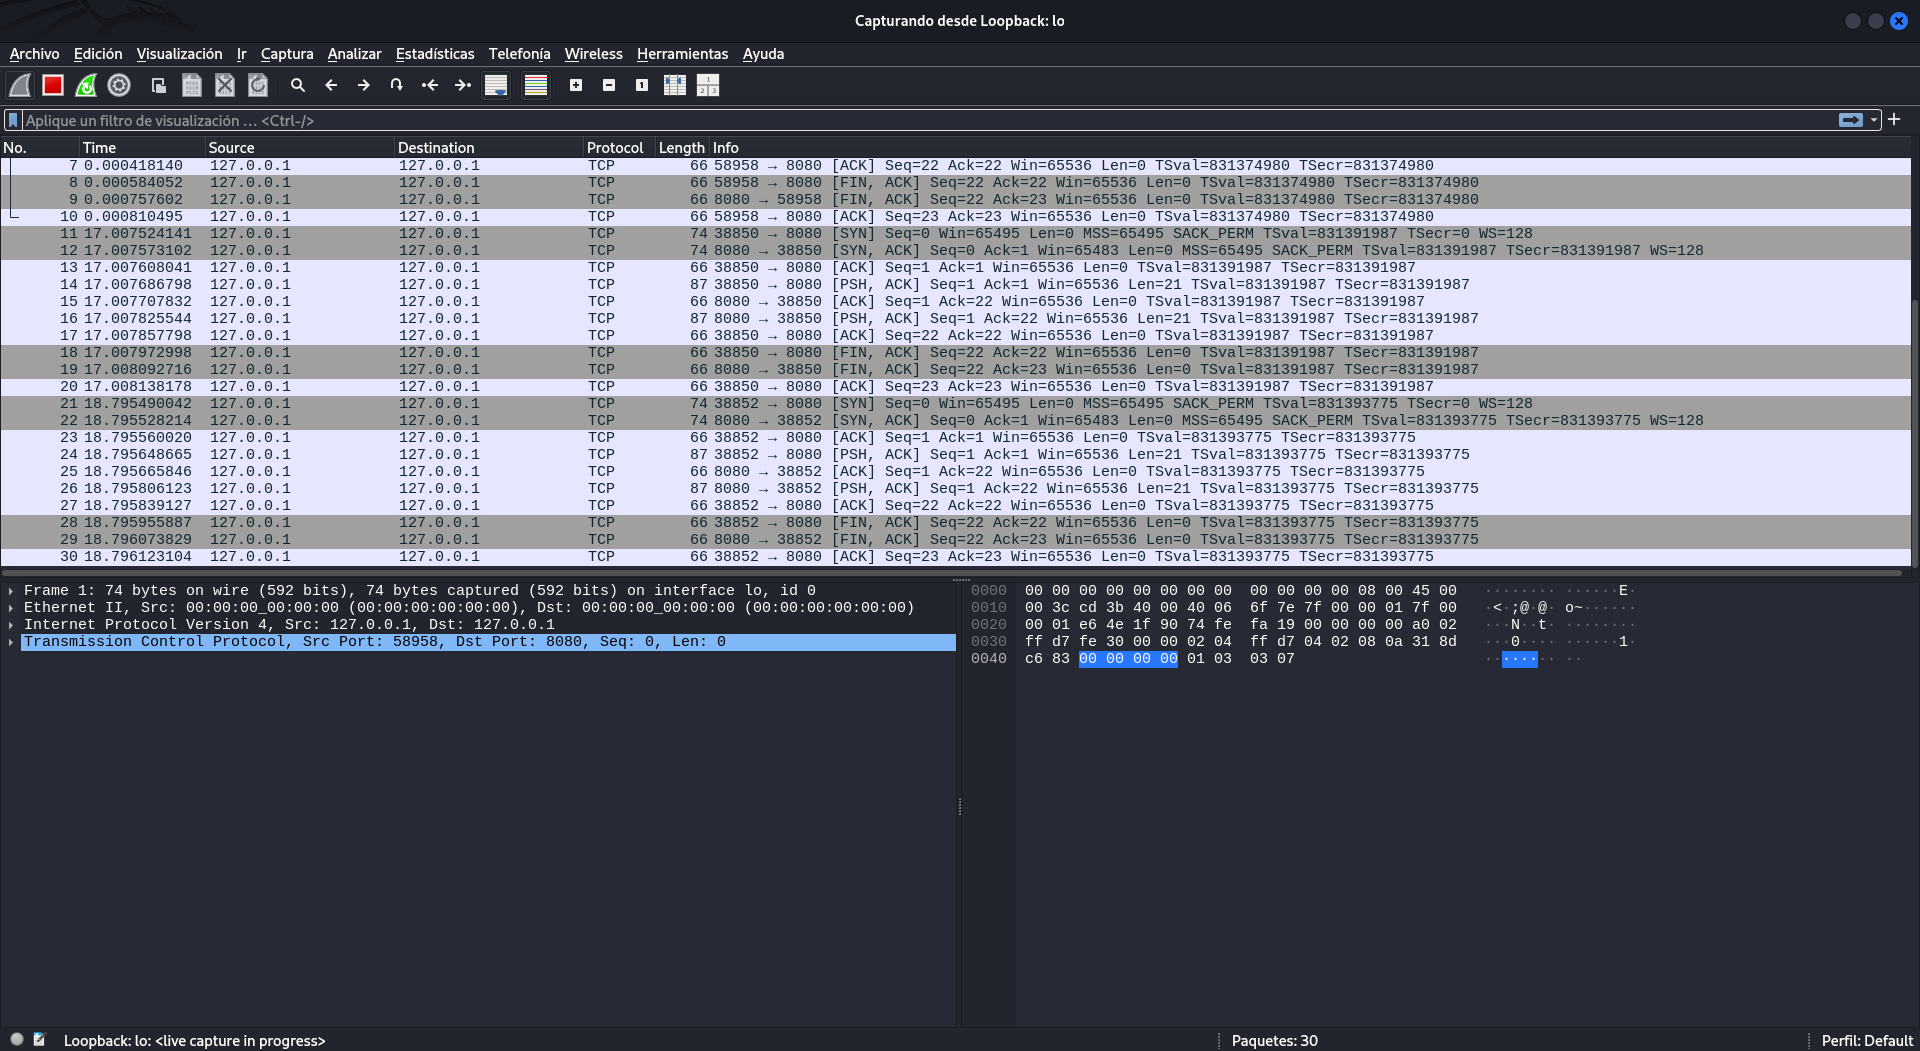 Capturando desde Loopback: lo
Archivo Edición Visualización Ir Captura Analizar Estadísticas Telefonía Wireless Herramientas Ayuda
Aplique un filtro de visualización … <Ctrl-/>
No. Time Source Destination Protocol Length Info
7 0.000418140 127.0.0.1 127.0.0.1 TCP 66 58958 → 8080 [ACK] Seq=22 Ack=22 Win=65536 Len=0 TSval=831374980 TSecr=831374980
8 0.000584052 127.0.0.1 127.0.0.1 TCP 66 58958 → 8080 [FIN, ACK] Seq=22 Ack=22 Win=65536 Len=0 TSval=831374980 TSecr=831374980
9 0.000757602 127.0.0.1 127.0.0.1 TCP 66 8080 → 58958 [FIN, ACK] Seq=22 Ack=23 Win=65536 Len=0 TSval=831374980 TSecr=831374980
10 0.000810495 127.0.0.1 127.0.0.1 TCP 66 58958 → 8080 [ACK] Seq=23 Ack=23 Win=65536 Len=0 TSval=831374980 TSecr=831374980
11 17.007524141 127.0.0.1 127.0.0.1 TCP 74 38850 → 8080 [SYN] Seq=0 Win=65495 Len=0 MSS=65495 SACK_PERM TSval=831391987 TSecr=0 WS=128
12 17.007573102 127.0.0.1 127.0.0.1 TCP 74 8080 → 38850 [SYN, ACK] Seq=0 Ack=1 Win=65483 Len=0 MSS=65495 SACK_PERM TSval=831391987 TSecr=831391987 WS=128
13 17.007608041 127.0.0.1 127.0.0.1 TCP 66 38850 → 8080 [ACK] Seq=1 Ack=1 Win=65536 Len=0 TSval=831391987 TSecr=831391987
14 17.007686798 127.0.0.1 127.0.0.1 TCP 87 38850 → 8080 [PSH, ACK] Seq=1 Ack=1 Win=65536 Len=21 TSval=831391987 TSecr=831391987
15 17.007707832 127.0.0.1 127.0.0.1 TCP 66 8080 → 38850 [ACK] Seq=1 Ack=22 Win=65536 Len=0 TSval=831391987 TSecr=831391987
16 17.007825544 127.0.0.1 127.0.0.1 TCP 87 8080 → 38850 [PSH, ACK] Seq=1 Ack=22 Win=65536 Len=21 TSval=831391987 TSecr=831391987
17 17.007857798 127.0.0.1 127.0.0.1 TCP 66 38850 → 8080 [ACK] Seq=22 Ack=22 Win=65536 Len=0 TSval=831391987 TSecr=831391987
18 17.007972998 127.0.0.1 127.0.0.1 TCP 66 38850 → 8080 [FIN, ACK] Seq=22 Ack=22 Win=65536 Len=0 TSval=831391987 TSecr=831391987
19 17.008092716 127.0.0.1 127.0.0.1 TCP 66 8080 → 38850 [FIN, ACK] Seq=22 Ack=23 Win=65536 Len=0 TSval=831391987 TSecr=831391987
20 17.008138178 127.0.0.1 127.0.0.1 TCP 66 38850 → 8080 [ACK] Seq=23 Ack=23 Win=65536 Len=0 TSval=831391987 TSecr=831391987
21 18.795490042 127.0.0.1 127.0.0.1 TCP 74 38852 → 8080 [SYN] Seq=0 Win=65495 Len=0 MSS=65495 SACK_PERM TSval=831393775 TSecr=0 WS=128
22 18.795528214 127.0.0.1 127.0.0.1 TCP 74 8080 → 38852 [SYN, ACK] Seq=0 Ack=1 Win=65483 Len=0 MSS=65495 SACK_PERM TSval=831393775 TSecr=831393775 WS=128
23 18.795560020 127.0.0.1 127.0.0.1 TCP 66 38852 → 8080 [ACK] Seq=1 Ack=1 Win=65536 Len=0 TSval=831393775 TSecr=831393775
24 18.795648665 127.0.0.1 127.0.0.1 TCP 87 38852 → 8080 [PSH, ACK] Seq=1 Ack=1 Win=65536 Len=21 TSval=831393775 TSecr=831393775
25 18.795665846 127.0.0.1 127.0.0.1 TCP 66 8080 → 38852 [ACK] Seq=1 Ack=22 Win=65536 Len=0 TSval=831393775 TSecr=831393775
26 18.795806123 127.0.0.1 127.0.0.1 TCP 87 8080 → 38852 [PSH, ACK] Seq=1 Ack=22 Win=65536 Len=21 TSval=831393775 TSecr=831393775
27 18.795839127 127.0.0.1 127.0.0.1 TCP 66 38852 → 8080 [ACK] Seq=22 Ack=22 Win=65536 Len=0 TSval=831393775 TSecr=831393775
28 18.795955887 127.0.0.1 127.0.0.1 TCP 66 38852 → 8080 [FIN, ACK] Seq=22 Ack=22 Win=65536 Len=0 TSval=831393775 TSecr=831393775
29 18.796073829 127.0.0.1 127.0.0.1 TCP 66 8080 → 38852 [FIN, ACK] Seq=22 Ack=23 Win=65536 Len=0 TSval=831393775 TSecr=831393775
30 18.796123104 127.0.0.1 127.0.0.1 TCP 66 38852 → 8080 [ACK] Seq=23 Ack=23 Win=65536 Len=0 TSval=831393775 TSecr=831393775
Frame 1: 74 bytes on wire (592 bits), 74 bytes captured (592 bits) on interface lo, id 0
Ethernet II, Src: 00:00:00_00:00:00 (00:00:00:00:00:00), Dst: 00:00:00_00:00:00 (00:00:00:00:00:00)
Internet Protocol Version 4, Src: 127.0.0.1, Dst: 127.0.0.1
Transmission Control Protocol, Src Port: 58958, Dst Port: 8080, Seq: 0, Len: 0
0000 00 00 00 00 00 00 00 00 00 00 00 00 08 00 45 00 ········ ······E·
0010 00 3c cd 3b 40 00 40 06 6f 7e 7f 00 00 01 7f 00 ·<·;@·@· o~······
0020 00 01 e6 4e 1f 90 74 fe fa 19 00 00 00 00 a0 02 ···N··t· ········
0030 ff d7 fe 30 00 00 02 04 ff d7 04 02 08 0a 31 8d ···0···· ······1·
0040 c6 83 00 00 00 00 01 03 03 07 ········ ··
Loopback: lo: <live capture in progress>
Paquetes: 30
Perfil: Default